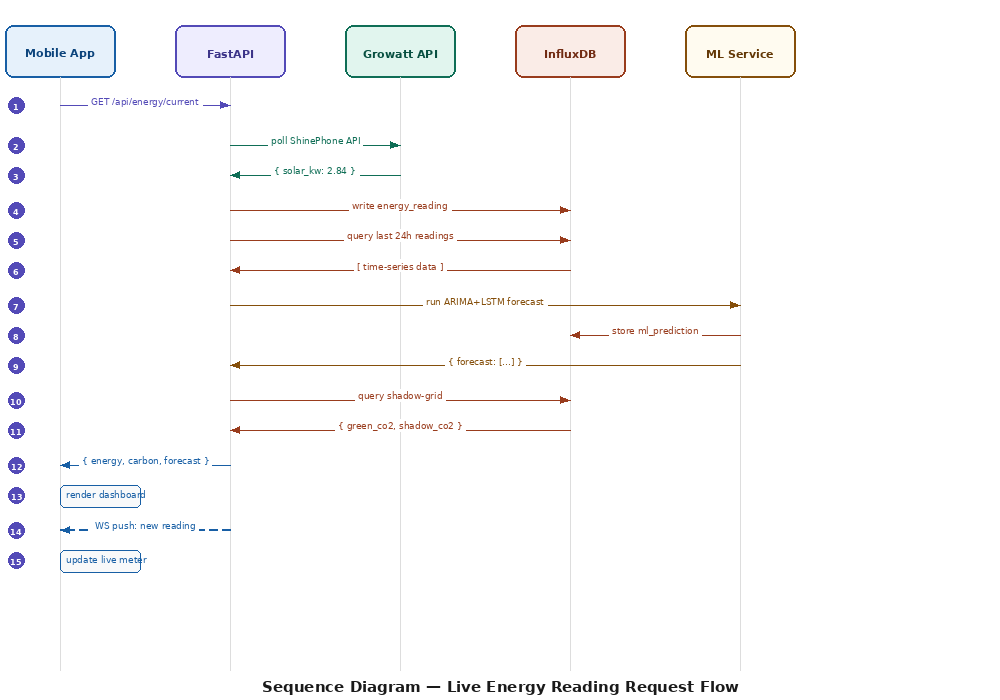 Mobile App
FastAPI
Growatt API
InfluxDB
ML Service
1
GET /api/energy/current
2
poll ShinePhone API
3
{ solar_kw: 2.84 }
4
write energy_reading
5
query last 24h readings
6
[ time-series data ]
7
run ARIMA+LSTM forecast
8
store ml_prediction
9
{ forecast: [...] }
10
query shadow-grid
11
{ green_co2, shadow_co2 }
12
{ energy, carbon, forecast }
13
render dashboard
14
WS push: new reading
15
update live meter
Sequence Diagram — Live Energy Reading Request Flow